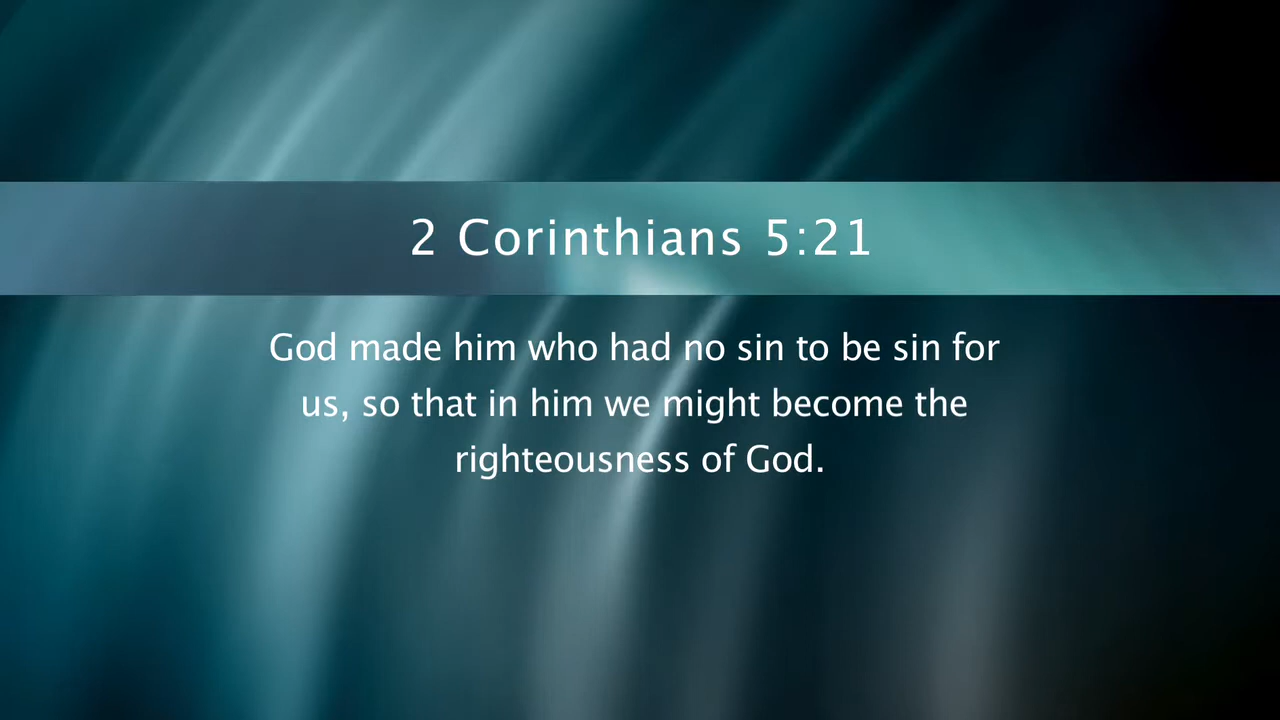 2 Corinthians 5:21
God made him who had no sin to be sin for
us, so that in him we might become the
righteousness of God.